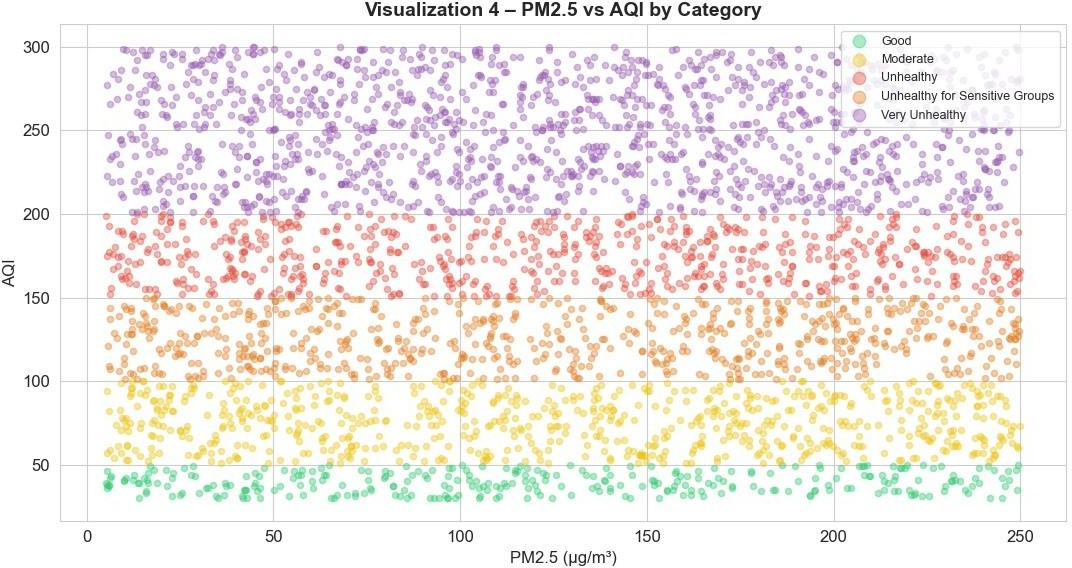 Visualization 4 – PM2.5 vs AQI by Category
300
250
200
150
100
50
AQI
Good
Moderate
Unhealthy
Unhealthy for Sensitive Groups
Very Unhealthy
0 50 100 150 200 250
PM2.5 (µg/m³)